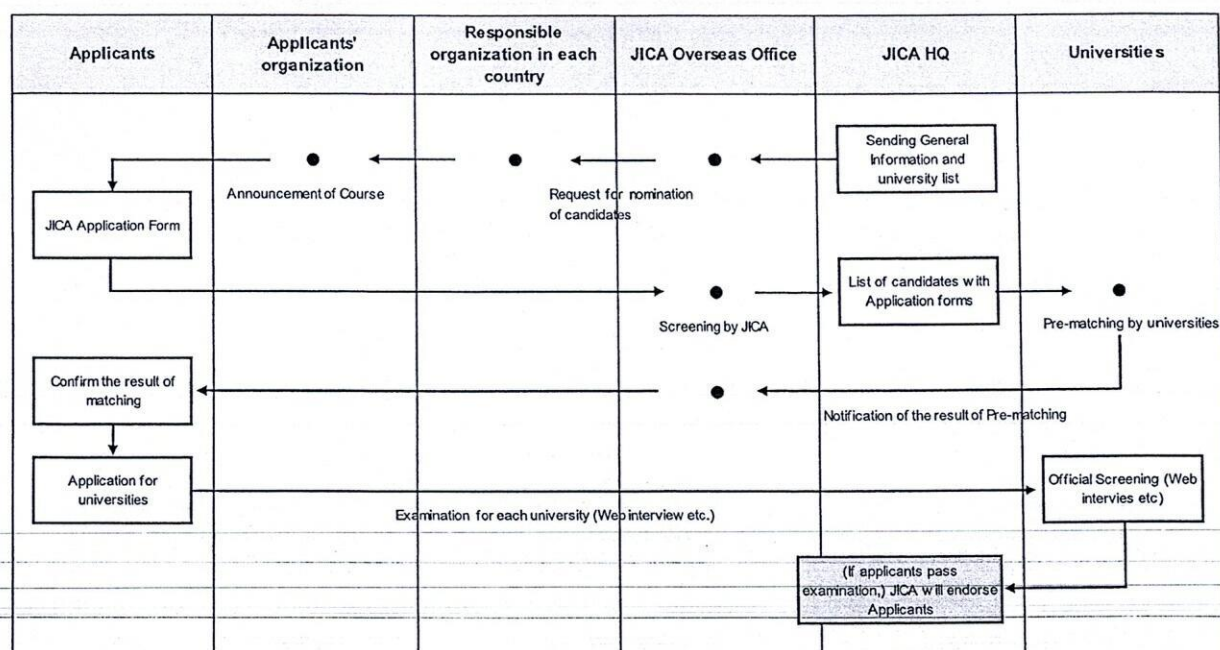 Applicants
Applicants'
organization
Responsible
organization in each
country
JICA Overseas Office
JICA HQ
Universities
Sending General
Information and
university list
Announcement of Course
Request for nomination
of candidates
JICA Application Form
List of candidates with
Application forms
Screening by JICA
Pre-matching by universities
Confirm the result of
matching
Notification of the result of Pre-matching
Application for
universities
Official Screening (Web
intervies etc)
Examination for each university (Web interview etc.)
(If applicants pass
examination,) JICA will endorse
Applicants